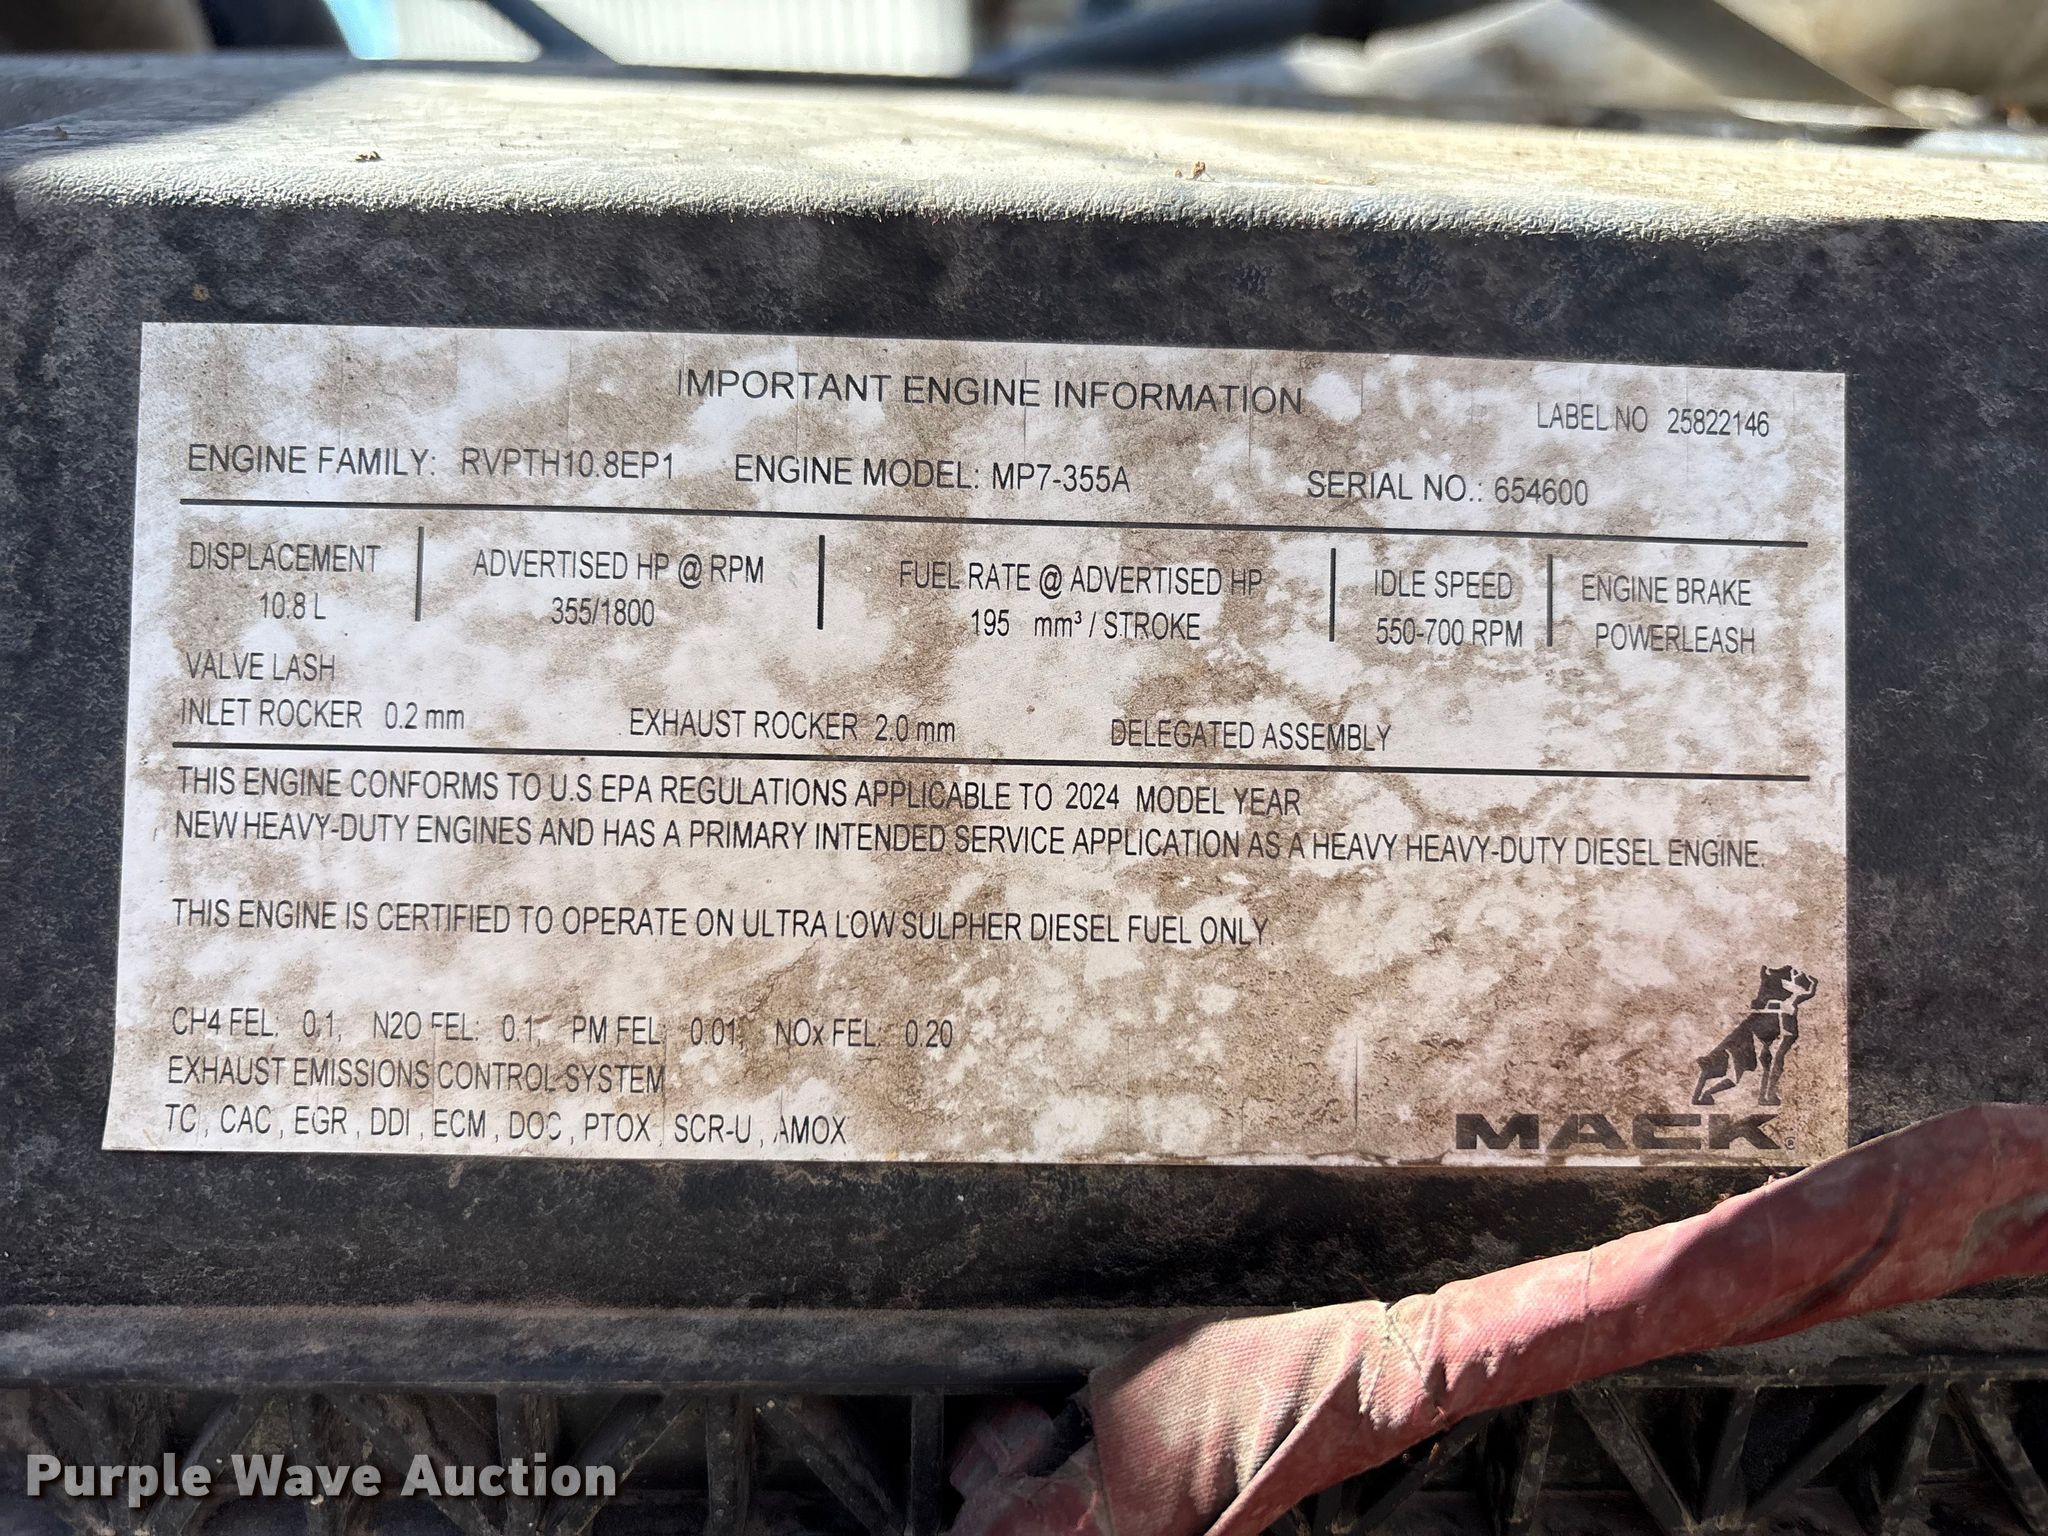 IMPORTANT ENGINE INFORMATION
LABEL NO 25822146
ENGINE FAMILY: RVPTH10.8EP1 ENGINE MODEL: MP7-355A SERIAL NO.: 654600
DISPLACEMENT ADVERTISED HP @ RPM FUEL RATE @ ADVERTISED HP IDLE SPEED ENGINE BRAKE
10.8 L 355/1800 195 mm³ / STROKE 550-700 RPM POWERLEASH
VALVE LASH
INLET ROCKER 0.2 mm EXHAUST ROCKER 2.0 mm DELEGATED ASSEMBLY
THIS ENGINE CONFORMS TO U.S EPA REGULATIONS APPLICABLE TO 2024 MODEL YEAR
NEW HEAVY-DUTY ENGINES AND HAS A PRIMARY INTENDED SERVICE APPLICATION AS A HEAVY HEAVY-DUTY DIESEL ENGINE.
THIS ENGINE IS CERTIFIED TO OPERATE ON ULTRA LOW SULPHER DIESEL FUEL ONLY.
CH4 FEL: 0.1, N2O FEL: 0.1, PM FEL: 0.01, NOx FEL: 0.20
EXHAUST EMISSIONS CONTROL SYSTEM
TC , CAC , EGR , DDI , ECM , DOC , PTOX , SCR-U , AMOX
MACK®
Purple Wave Auction